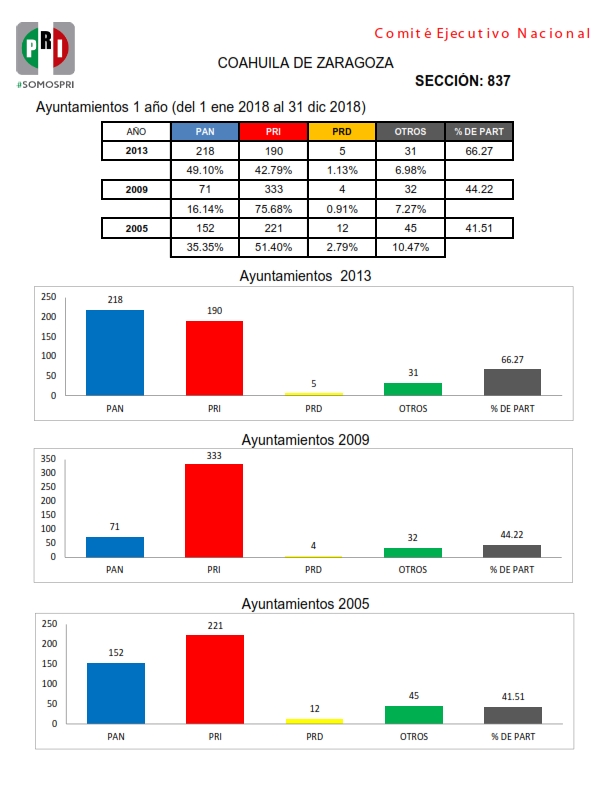 Comité Ejecutivo Nacional
PRI
#SOMOSPRI
COAHUILA DE ZARAGOZA
SECCIÓN: 837
Ayuntamientos 1 año (del 1 ene 2018 al 31 dic 2018)
AÑO PAN PRI PRD OTROS % DE PART
2013 218 190 5 31 66.27
49.10% 42.79% 1.13% 6.98%
2009 71 333 4 32 44.22
16.14% 75.68% 0.91% 7.27%
2005 152 221 12 45 41.51
35.35% 51.40% 2.79% 10.47%
Ayuntamientos 2013
250
200
150
100
50
0
218
190
5
31
66.27
PAN PRI PRD OTROS % DE PART
Ayuntamientos 2009
350
300
250
200
150
100
50
0
71
333
4
32
44.22
PAN PRI PRD OTROS % DE PART
Ayuntamientos 2005
250
200
150
100
50
0
152
221
12
45
41.51
PAN PRI PRD OTROS % DE PART